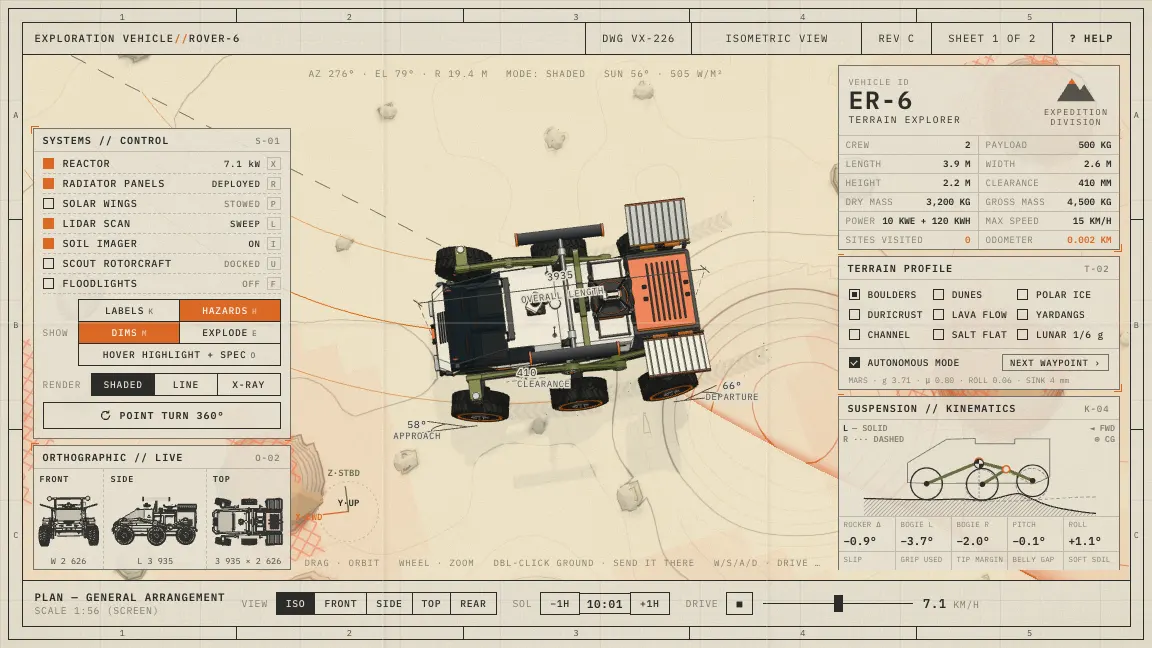 1 2 3 4 5
EXPLORATION VEHICLE//ROVER-6
DWG VX-226
ISOMETRIC VIEW
REV C
SHEET 1 OF 2
? HELP
AZ 276° · EL 79° · R 19.4 M MODE: SHADED SUN 56° · 505 W/M²
A
B
C
SYSTEMS // CONTROL S-01
REACTOR 7.1 kW X
RADIATOR PANELS DEPLOYED R
SOLAR WINGS STOWED P
LIDAR SCAN SWEEP L
SOIL IMAGER ON I
SCOUT ROTORCRAFT DOCKED U
FLOODLIGHTS OFF F
SHOW
LABELS K HAZARDS H
DIMS M EXPLODE E
HOVER HIGHLIGHT + SPEC O
RENDER SHADED LINE X-RAY
POINT TURN 360°
ORTHOGRAPHIC // LIVE O-02
FRONT SIDE TOP
W 2 626 L 3 935 3 935 × 2 626
3935
OVERALL LENGTH
410
CLEARANCE
66°
DEPARTURE
58°
APPROACH
Z·STBD
Y·UP
X·FWD
DRAG · ORBIT WHEEL · ZOOM DBL-CLICK GROUND · SEND IT THERE W/S/A/D · DRIVE …
VEHICLE ID
ER-6
TERRAIN EXPLORER
EXPEDITION
DIVISION
CREW 2 PAYLOAD 500 KG
LENGTH 3.9 M WIDTH 2.6 M
HEIGHT 2.2 M CLEARANCE 410 MM
DRY MASS 3,200 KG GROSS MASS 4,500 KG
POWER 10 KWE + 120 KWH MAX SPEED 15 KM/H
SITES VISITED 0 ODOMETER 0.002 KM
TERRAIN PROFILE T-02
BOULDERS DUNES POLAR ICE
DURICRUST LAVA FLOW YARDANGS
CHANNEL SALT FLAT LUNAR 1/6 g
AUTONOMOUS MODE NEXT WAYPOINT ›
MARS · g 3.71 · μ 0.80 · ROLL 0.06 · SINK 4 mm
SUSPENSION // KINEMATICS K-04
L — SOLID ◄ FWD
R ··· DASHED ⊕ CG
ROCKER Δ BOGIE L BOGIE R PITCH ROLL
−0.9° −3.7° −2.0° −0.1° +1.1°
SLIP GRIP USED TIP MARGIN BELLY GAP SOFT SOIL
A
B
C
PLAN — GENERAL ARRANGEMENT
SCALE 1:56 (SCREEN)
VIEW ISO FRONT SIDE TOP REAR
SOL −1H 10:01 +1H
DRIVE ■ 7.1 KM/H
1 2 3 4 5